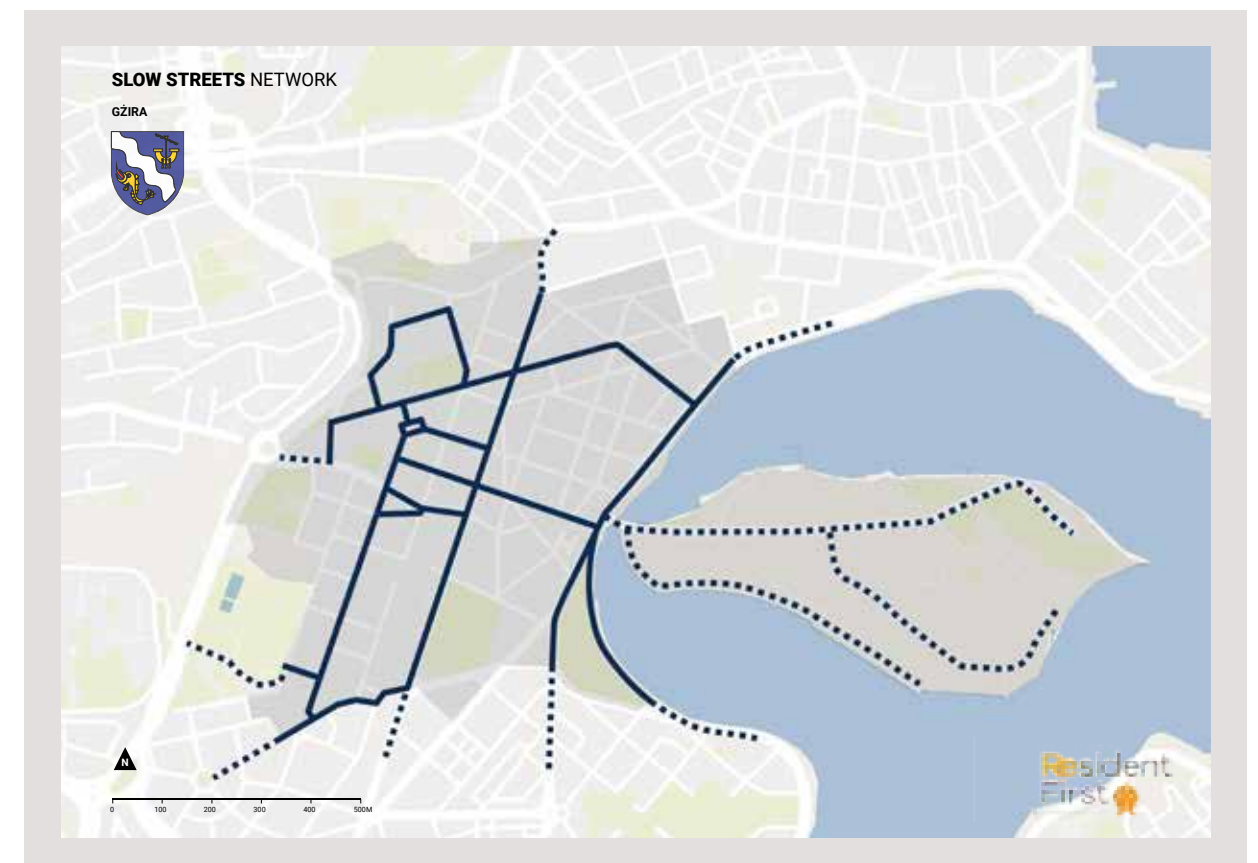 SLOW STREETS NETWORK
GŻIRA
N
0 100 200 300 400 500M
Resident
First